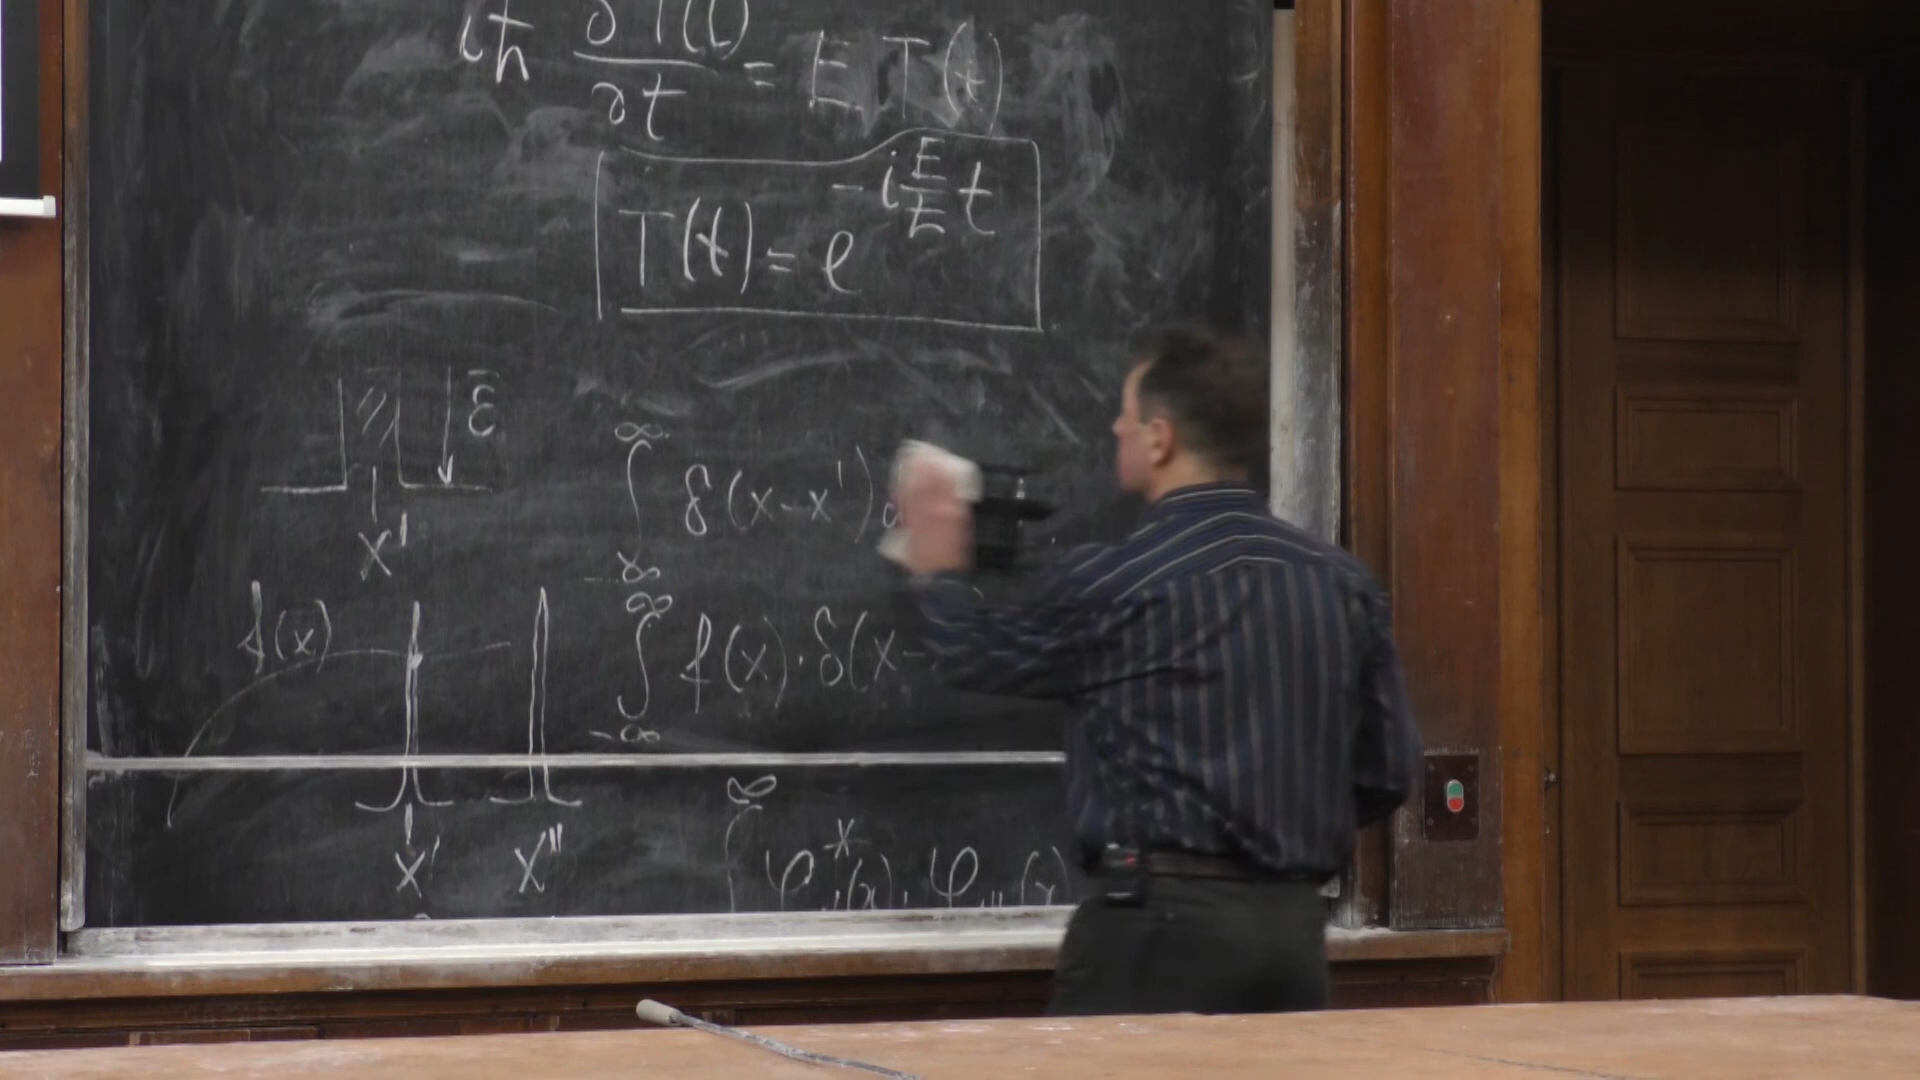 iħ ∂T(t)/∂t = E T(t)
T(t) = e^{-i E/ħ t}
ε̄
x'
∞
∫ δ(x-x')
-∞
f(x)
∞
∫ f(x)·δ(x-
-∞
x' x''
∞
φ*(x)·φ (x)